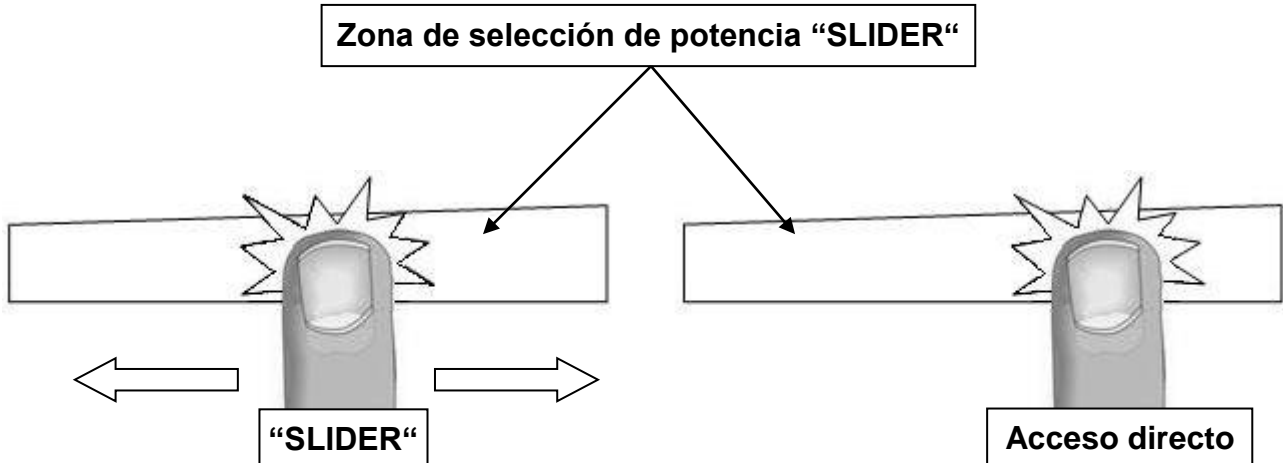 Zona de selección de potencia “SLIDER“
“SLIDER“
Acceso directo